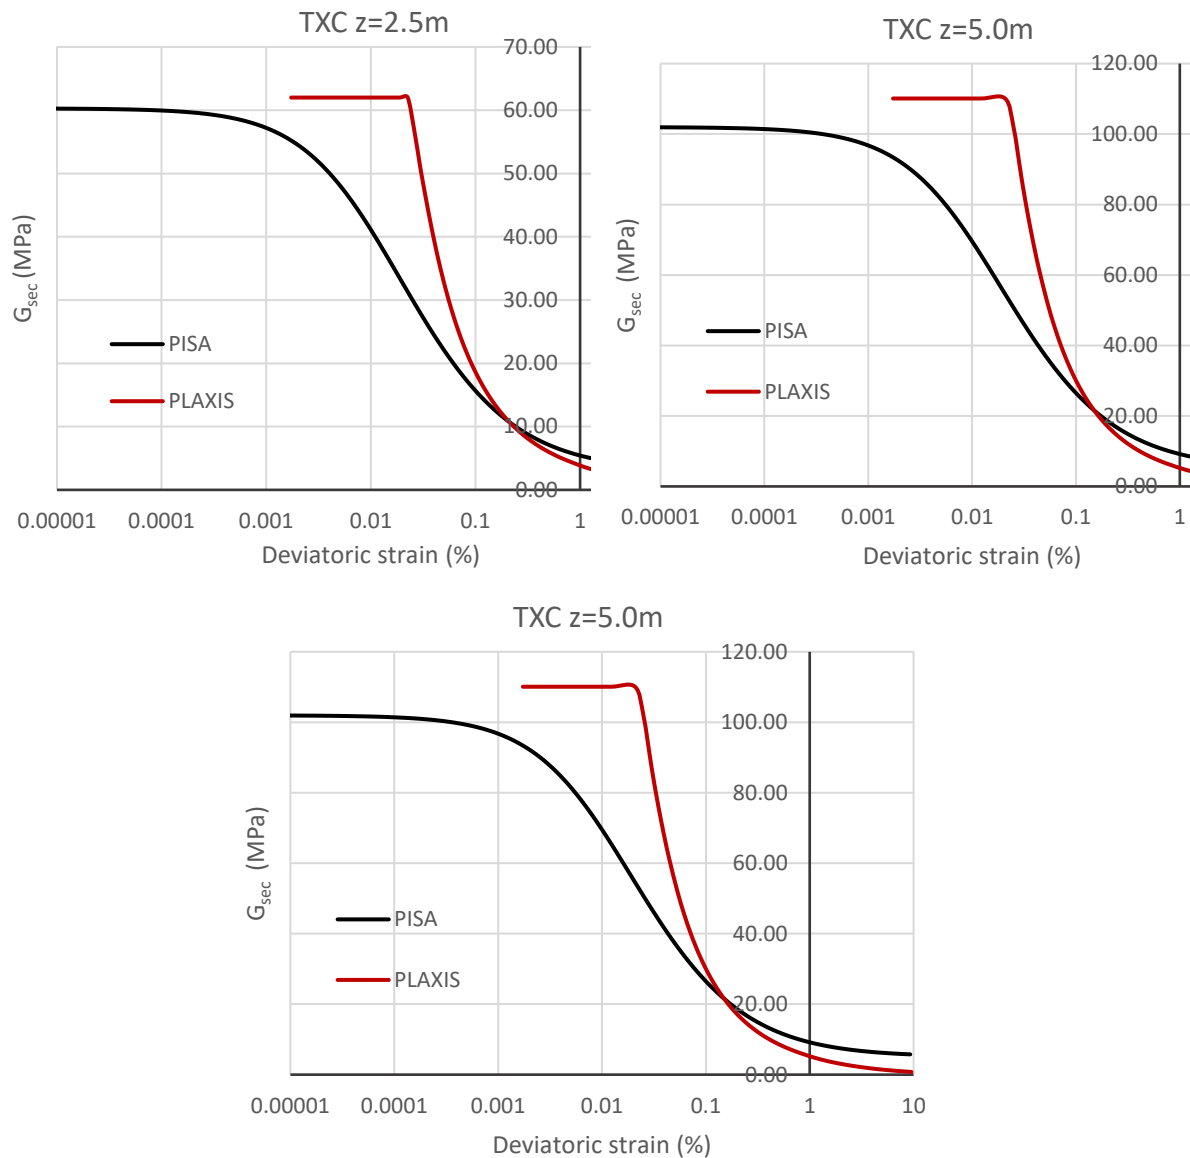 TXC z=2.5m
70.00
60.00
50.00
40.00
30.00
20.00
10.00
0.00
Gsec (MPa)
PISA
PLAXIS
0.00001 0.0001 0.001 0.01 0.1 1
Deviatoric strain (%)
TXC z=5.0m
120.00
100.00
80.00
60.00
40.00
20.00
0.00
Gsec (MPa)
PISA
PLAXIS
0.00001 0.0001 0.001 0.01 0.1 1
Deviatoric strain (%)
TXC z=5.0m
120.00
100.00
80.00
60.00
40.00
20.00
0.00
Gsec (MPa)
PISA
PLAXIS
0.00001 0.0001 0.001 0.01 0.1 1 10
Deviatoric strain (%)